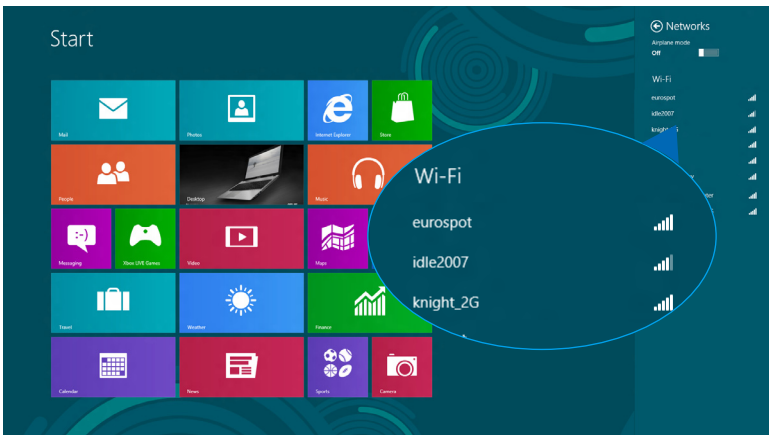 Start
Networks
Airplane mode
Off
Wi-Fi
eurospot
idle2007
knight_2G
Mail
Photos
Internet Explorer
Store
People
Desktop
Music
Messaging
Xbox LIVE Games
Video
Maps
Travel
Weather
Finance
Calendar
News
Sports
Camera
Wi-Fi
eurospot
idle2007
knight_2G